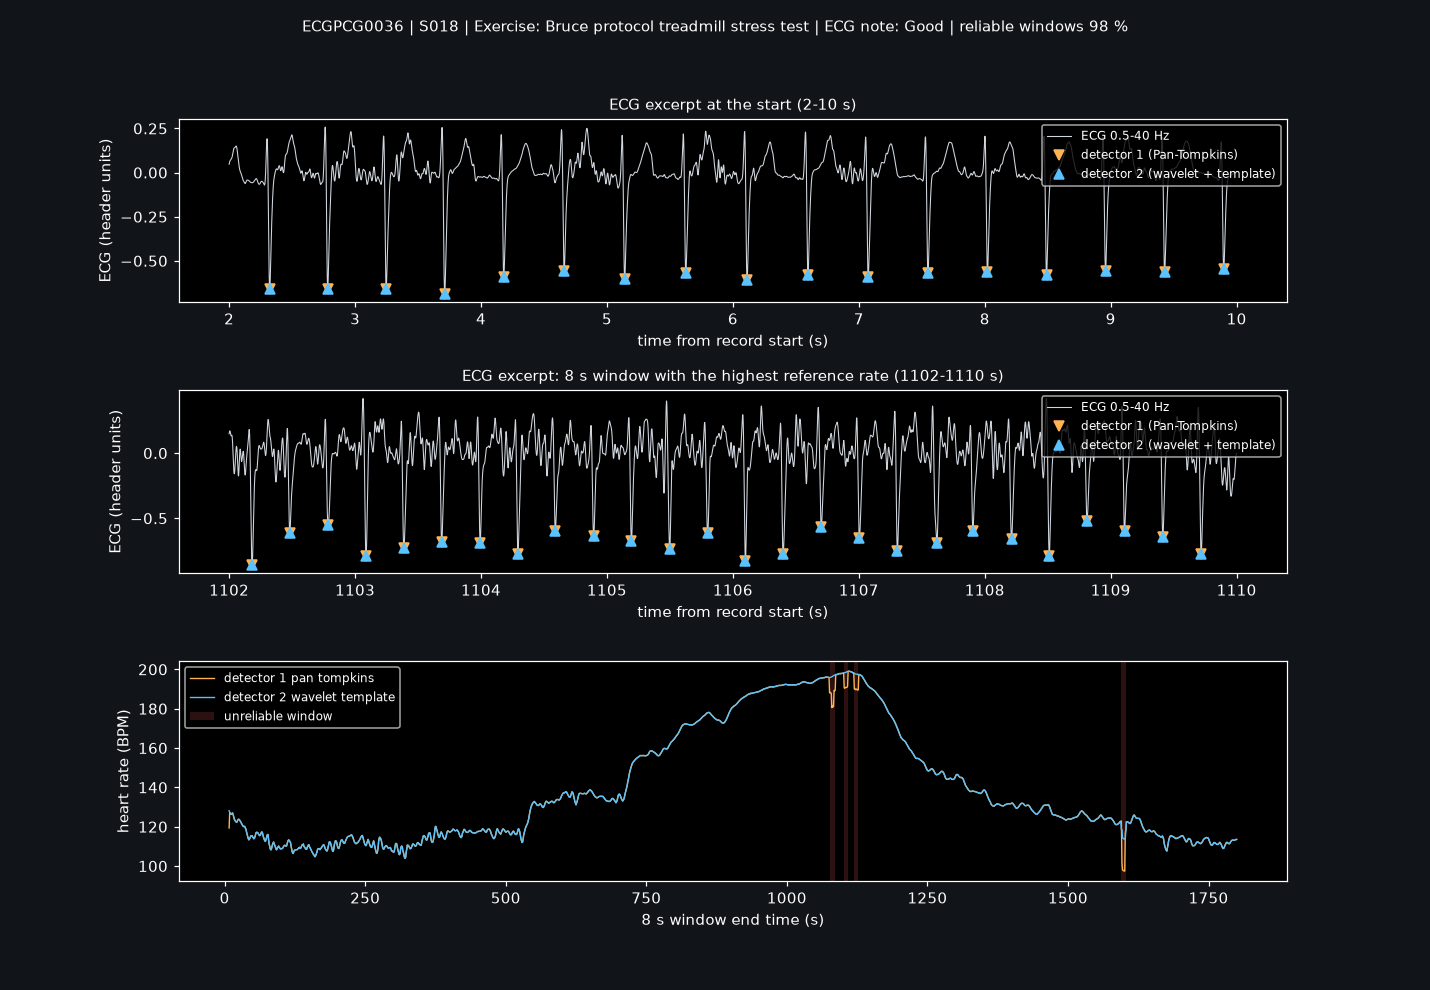 ECGPCG0036 | S018 | Exercise: Bruce protocol treadmill stress test | ECG note: Good | reliable windows 98 %
ECG excerpt at the start (2-10 s)
ECG (header units)
0.25
0.00
−0.25
−0.50
ECG 0.5-40 Hz
detector 1 (Pan-Tompkins)
detector 2 (wavelet + template)
2 3 4 5 6 7 8 9 10
time from record start (s)
ECG excerpt: 8 s window with the highest reference rate (1102-1110 s)
ECG (header units)
0.0
−0.5
ECG 0.5-40 Hz
detector 1 (Pan-Tompkins)
detector 2 (wavelet + template)
1102 1103 1104 1105 1106 1107 1108 1109 1110
time from record start (s)
heart rate (BPM)
200
180
160
140
120
100
detector 1 pan tompkins
detector 2 wavelet template
unreliable window
0 250 500 750 1000 1250 1500 1750
8 s window end time (s)